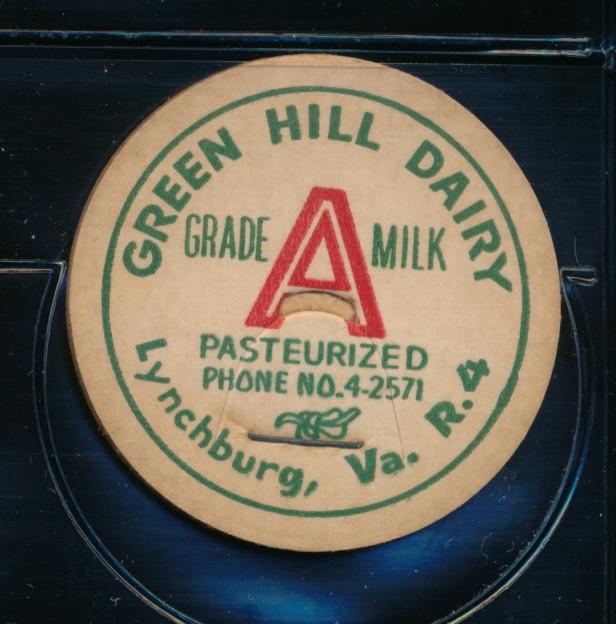 GREEN HILL DAIRY
GRADE A MILK
PASTEURIZED
PHONE NO.4-2571
Lynchburg, Va. R.4